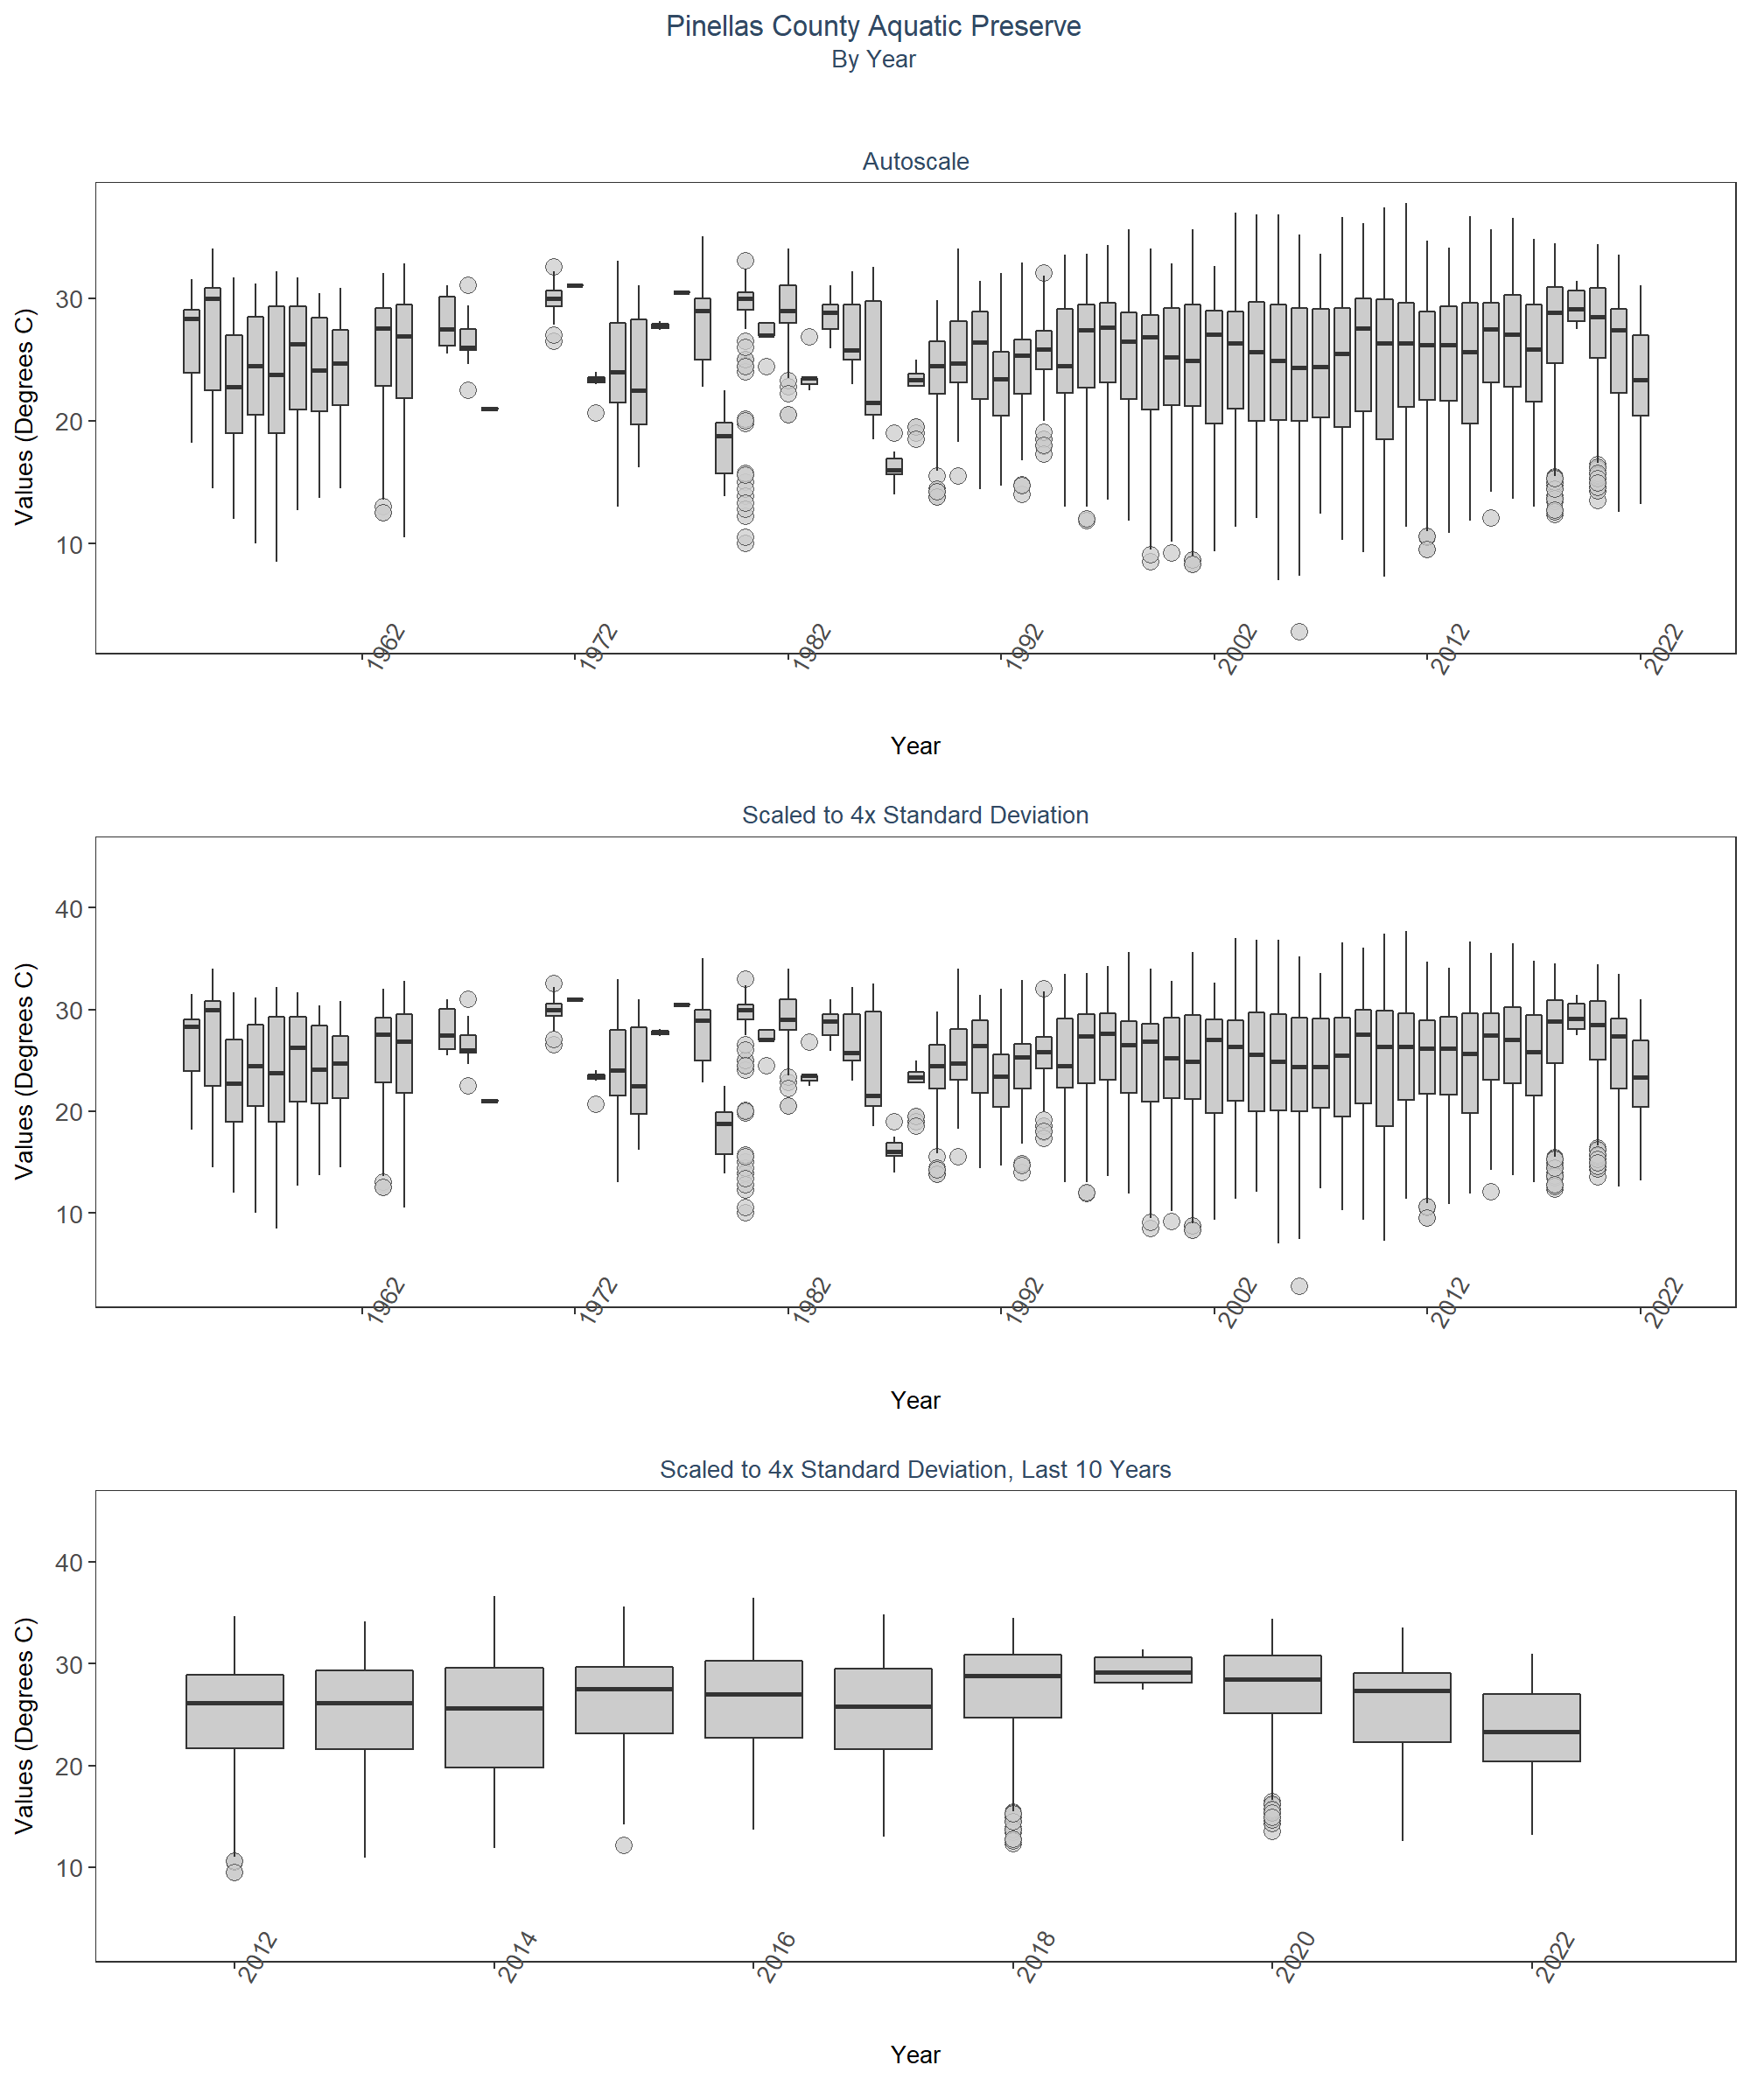 Pinellas County Aquatic Preserve
By Year
Autoscale
Values (Degrees C)
30
20
10
1962
1972
1982
1992
2002
2012
2022
Year
Scaled to 4x Standard Deviation
Values (Degrees C)
40
30
20
10
1962
1972
1982
1992
2002
2012
2022
Year
Scaled to 4x Standard Deviation, Last 10 Years
Values (Degrees C)
40
30
20
10
2012
2014
2016
2018
2020
2022
Year